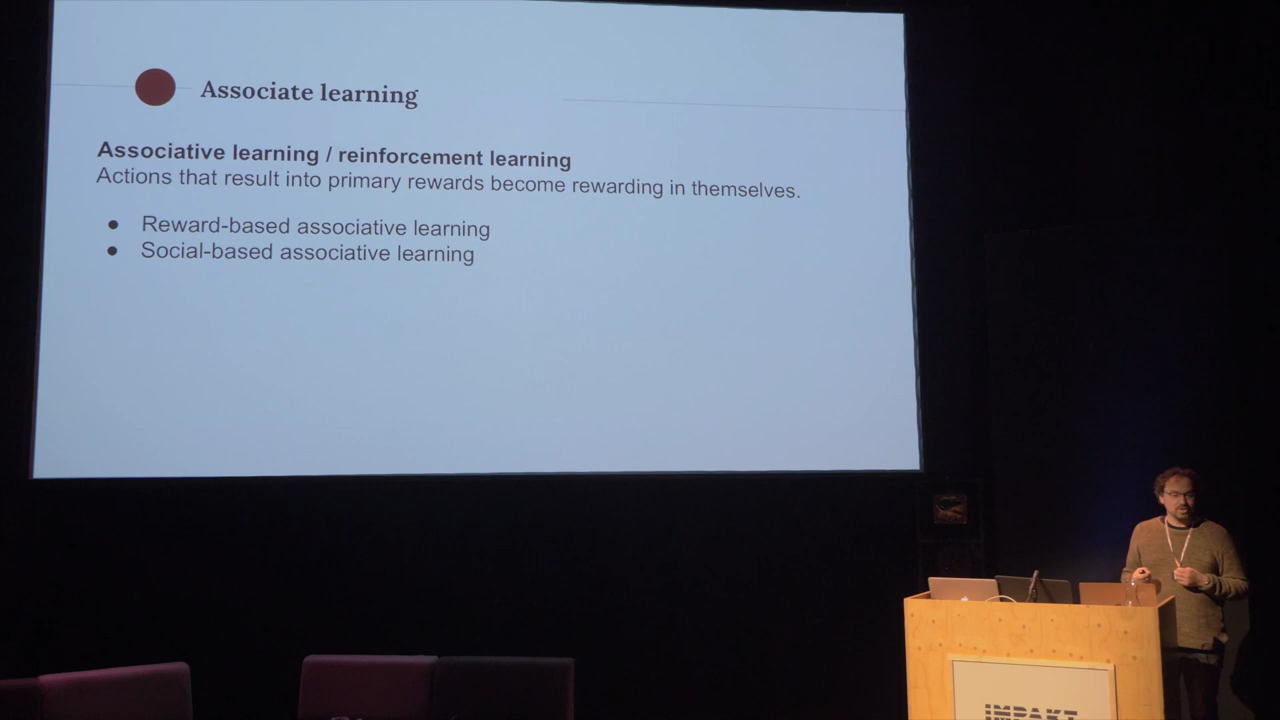 Associate learning
Associative learning / reinforcement learning
Actions that result into primary rewards become rewarding in themselves.
● Reward-based associative learning
● Social-based associative learning
IMPAKT